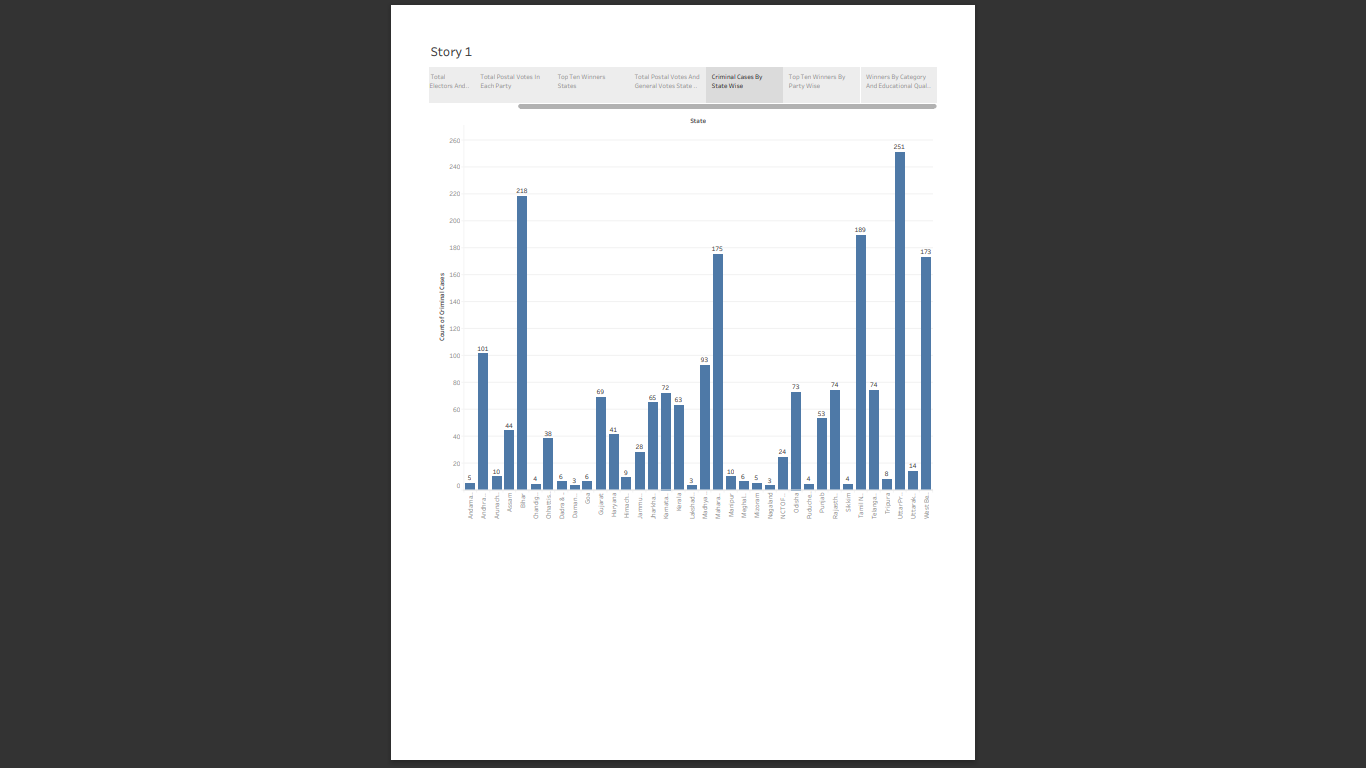 Story 1
Total
Electors And..
Total Postal Votes In
Each Party
Top Ten Winners
States
Total Postal Votes And
General Votes State ..
Criminal Cases By
State Wise
Top Ten Winners By
Party Wise
Winners By Category
And Educational Qual..
State
Count of Criminal Cases
260
240
220
200
180
160
140
120
100
80
60
40
20
0
5
101
10
44
218
4
38
6
3
6
69
41
9
28
65
72
63
3
93
175
10
6
5
3
24
73
4
53
74
4
189
74
8
251
14
173
Andama..
Andhra ..
Arunach..
Assam
Bihar
Chandig..
Chhattis..
Dadra & ..
Daman ..
Goa
Gujarat
Haryana
Himach..
Jammu ..
Jharkha..
Karnata..
Kerala
Lakshad..
Madhya ..
Mahara..
Manipur
Meghal..
Mizoram
Nagaland
NCT OF ..
Odisha
Puduche..
Punjab
Rajasth..
Sikkim
Tamil N..
Telanga..
Tripura
Uttar Pr..
Uttarak..
West Be..